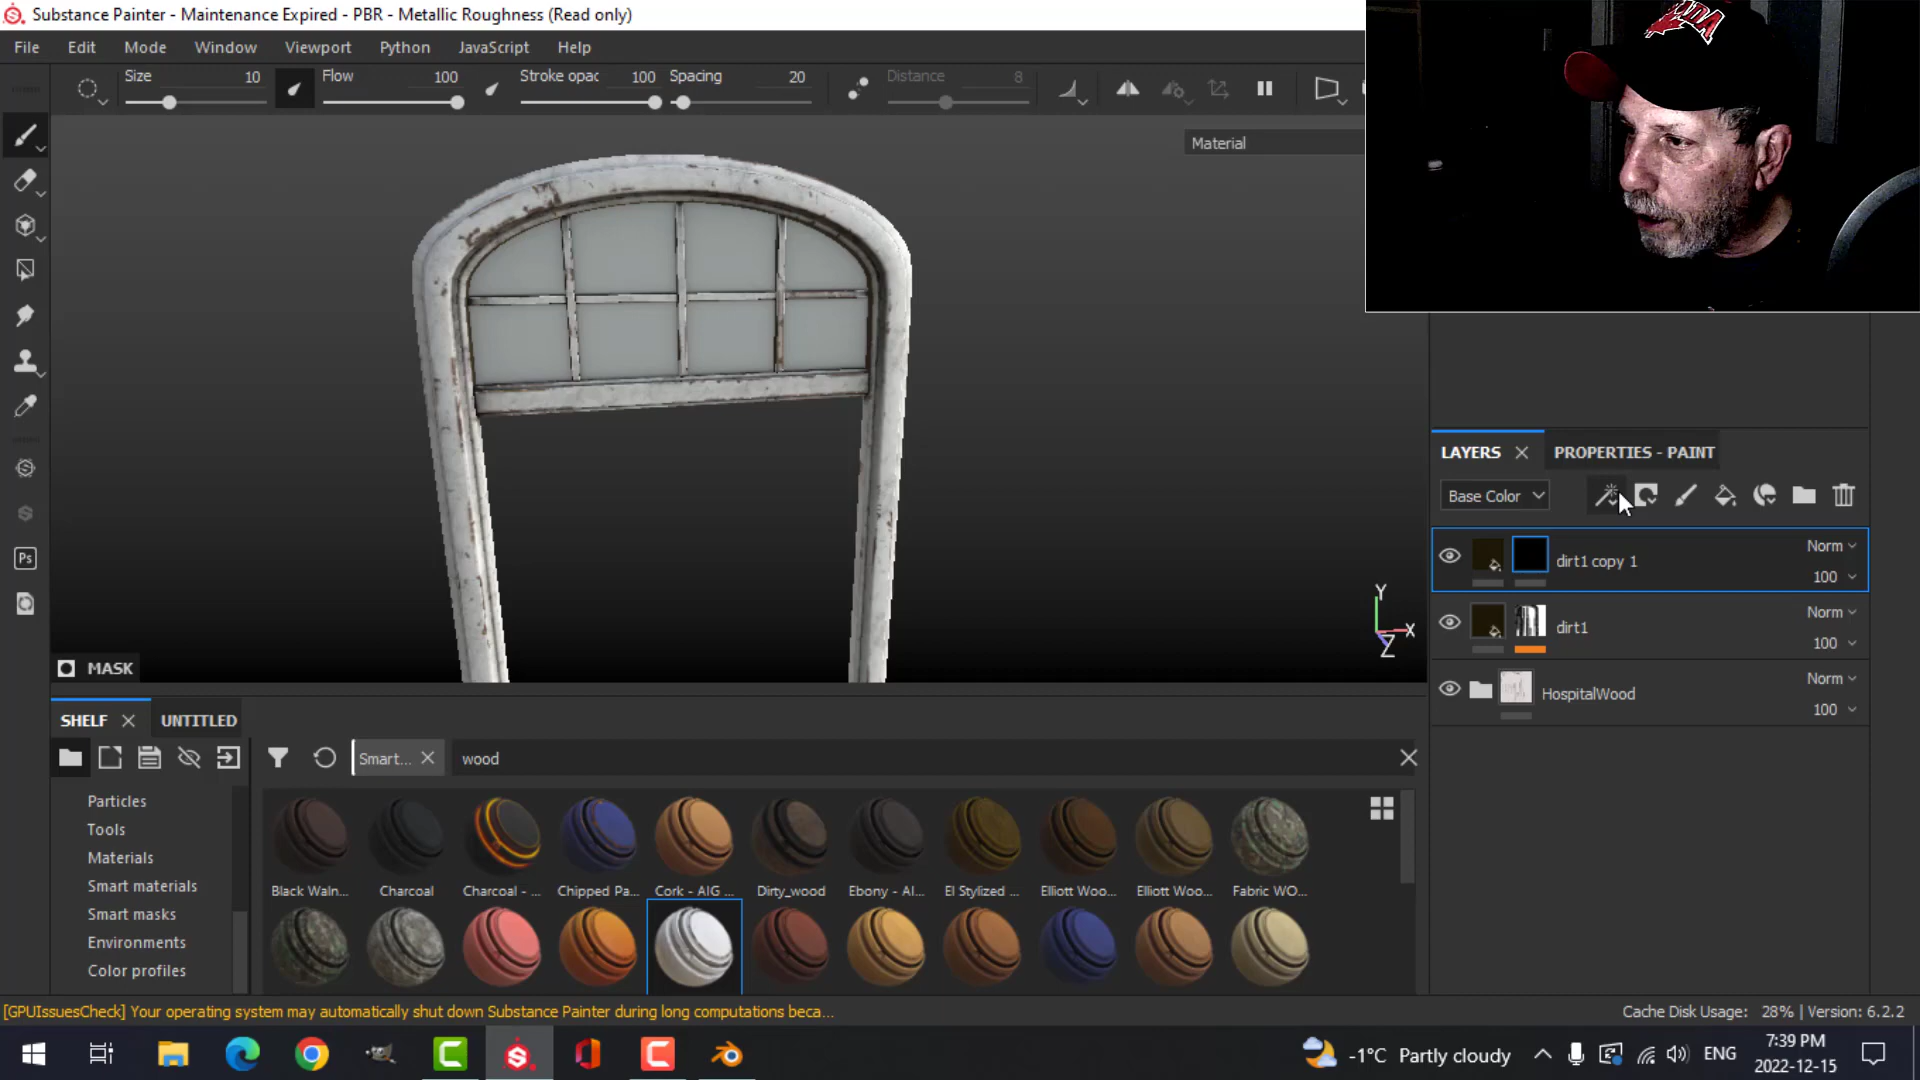 Substance Painter - Maintenance Expired - PBR - Metallic Roughness (Read only)
File Edit Mode Window Viewport Python JavaScript Help
Size 10 Flow 100 Stroke opac 100 Spacing 20 Distance 8
Material
LAYERS PROPERTIES - PAINT
Base Color
dirt1 copy 1 Norm 100
dirt1 Norm 100
HospitalWood Norm 100
Y
X
Z
MASK
SHELF UNTITLED
Smart... wood
Particles
Tools
Materials
Smart materials
Smart masks
Environments
Color profiles
Black Waln... Charcoal Charcoal - ... Chipped Pa... Cork - AIG ... Dirty_wood Ebony - AI... El Stylized ... Elliott Woo... Elliott Woo... Fabric WO...
Ps
[GPUIssuesCheck] Your operating system may automatically shut down Substance Painter during long computations beca...
Cache Disk Usage: 28% | Version: 6.2.2
-1°C Partly cloudy ENG 7:39 PM
2022-12-15